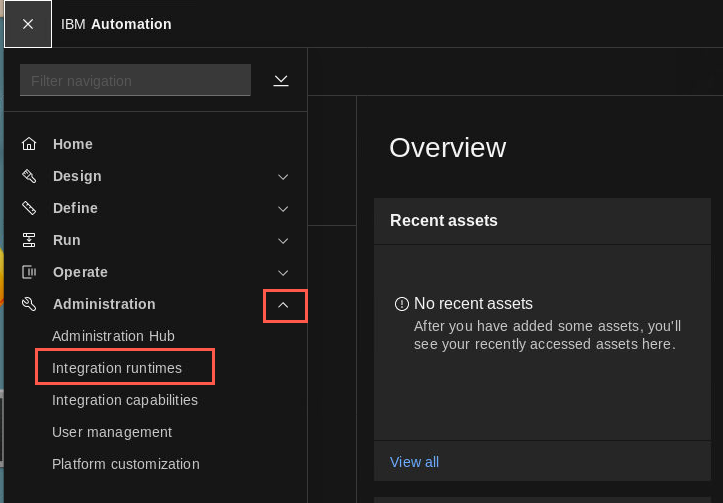 IBM Automation
Filter navigation
Home
Design
Define
Run
Operate
Administration
Administration Hub
Integration runtimes
Integration capabilities
User management
Platform customization
Overview
Recent assets
No recent assets
After you have added some assets, you'll
see your recently accessed assets here.
View all